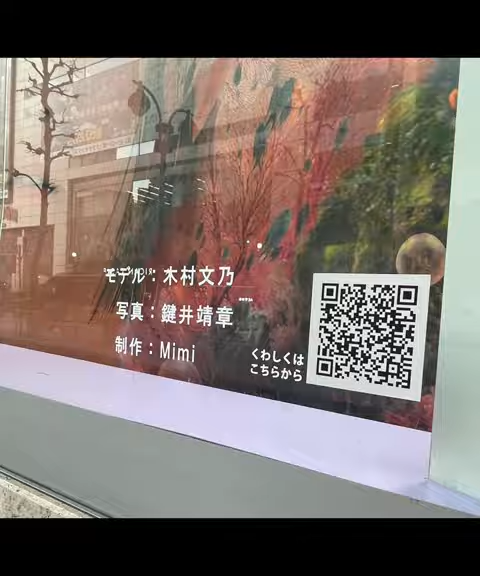 モデル：木村文乃
写真：鍵井靖章
制作：Mimi
くわしくは
こちらから